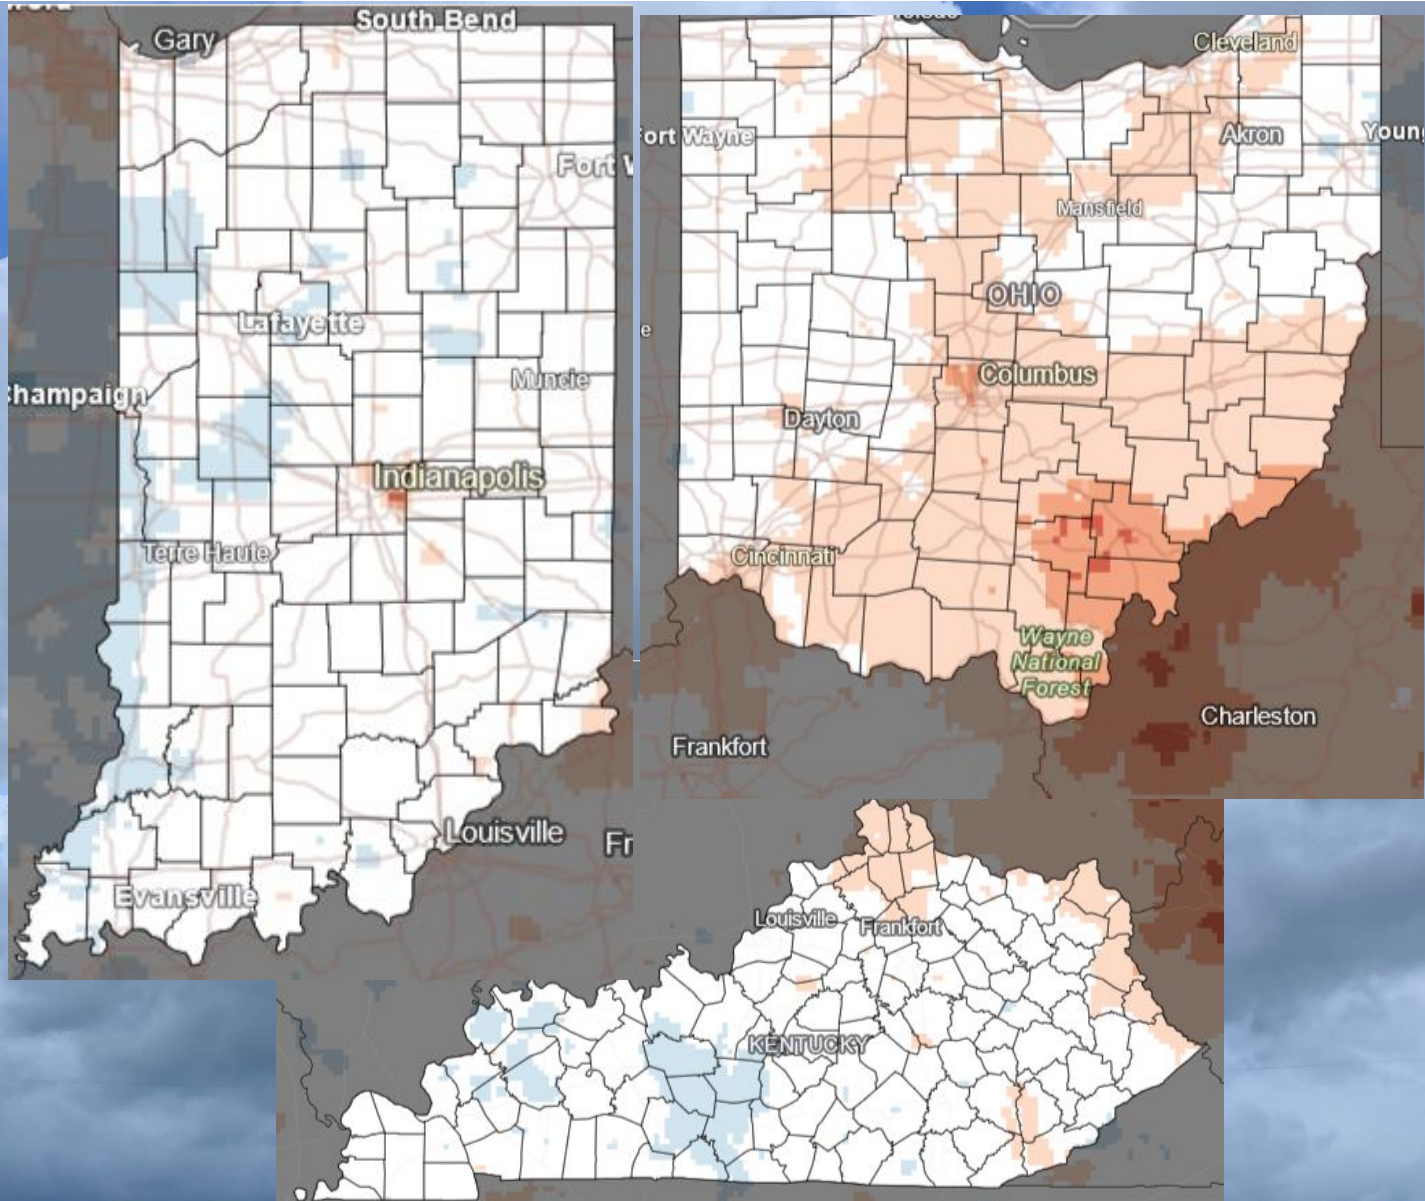 South Bend
Gary
Fort W
Lafayette
Champaign
Muncie
Indianapolis
Terre Haute
Louisville
Fr
Evansville
Cleveland
Fort Wayne
Akron
Young
Mansfield
OHIO
e
Columbus
Dayton
Cincinnati
Wayne
National
Forest
Charleston
Frankfort
Louisville
Frankfort
KENTUCKY